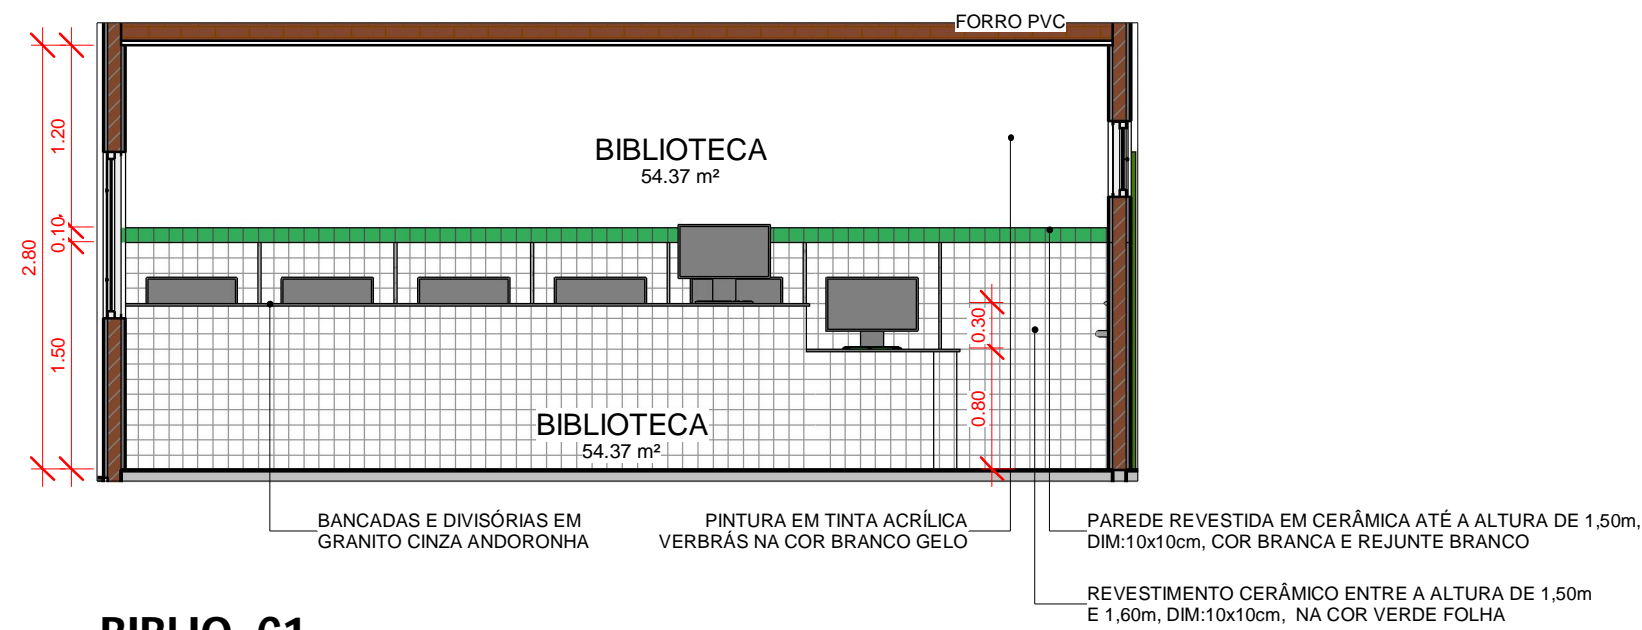 FORRO PVC
BIBLIOTECA
54.37 m²
1.20
0.10
2.80
1.50
0.30
0.80
BIBLIOTECA
54.37 m²
BANCADAS E DIVISÓRIAS EM
GRANITO CINZA ANDORONHA
PINTURA EM TINTA ACRÍLICA
VERBRÁS NA COR BRANCO GELO
PAREDE REVESTIDA EM CERÂMICA ATÉ A ALTURA DE 1,50m,
DIM:10x10cm, COR BRANCA E REJUNTE BRANCO
REVESTIMENTO CERÂMICO ENTRE A ALTURA DE 1,50m
E 1,60m, DIM:10x10cm, NA COR VERDE FOLHA